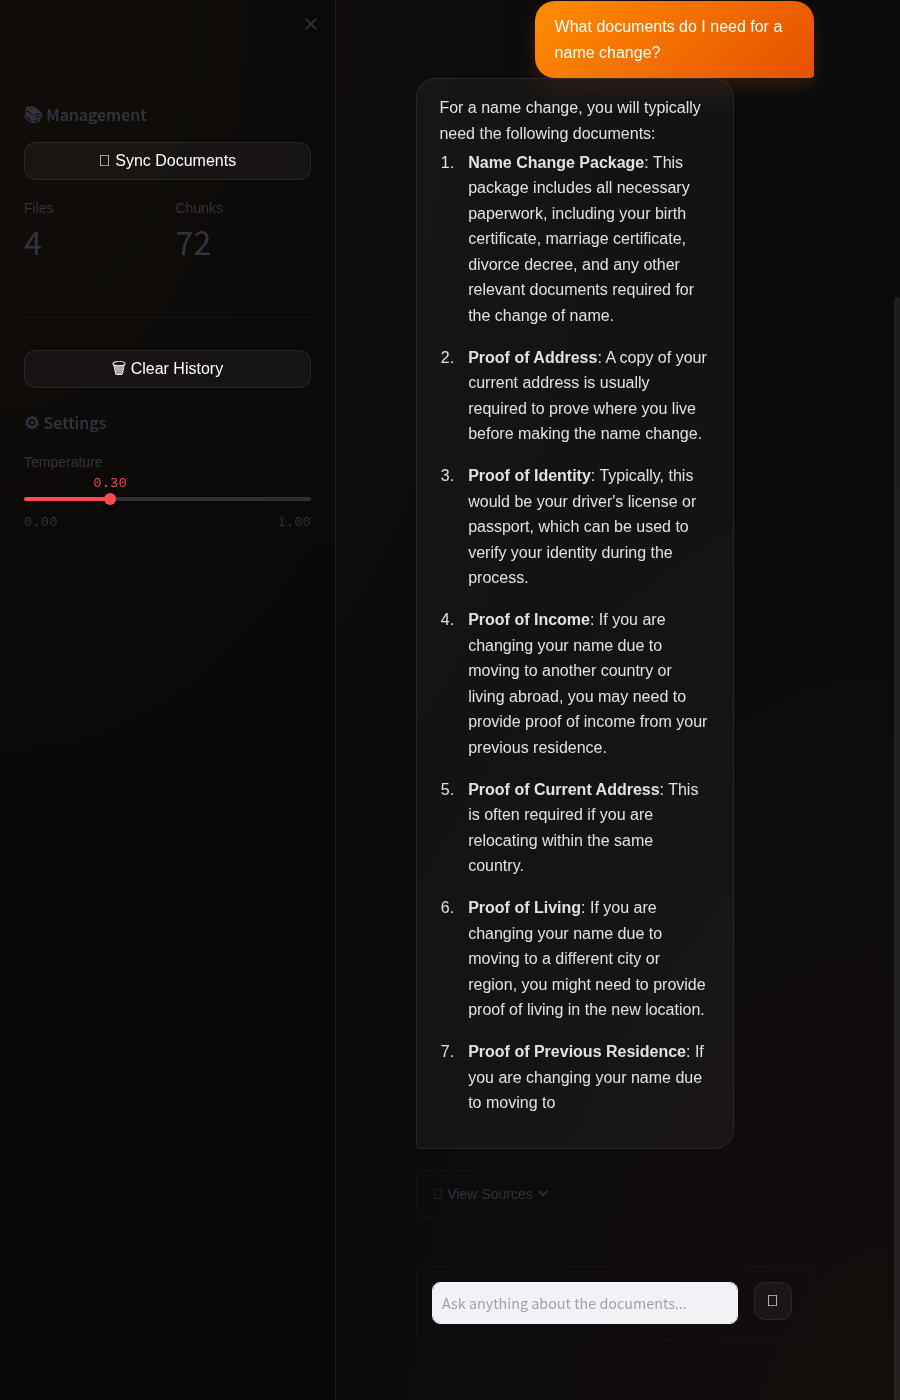 What documents do I need for a
name change?
📚 Management
Sync Documents
Files
Chunks
4
72
🗑 Clear History
⚙ Settings
Temperature
0.30
0.00
1.00
For a name change, you will typically
need the following documents:
1. Name Change Package: This
package includes all necessary
paperwork, including your birth
certificate, marriage certificate,
divorce decree, and any other
relevant documents required for
the change of name.
2. Proof of Address: A copy of your
current address is usually
required to prove where you live
before making the name change.
3. Proof of Identity: Typically, this
would be your driver's license or
passport, which can be used to
verify your identity during the
process.
4. Proof of Income: If you are
changing your name due to
moving to another country or
living abroad, you may need to
provide proof of income from your
previous residence.
5. Proof of Current Address: This
is often required if you are
relocating within the same
country.
6. Proof of Living: If you are
changing your name due to
moving to a different city or
region, you might need to provide
proof of living in the new location.
7. Proof of Previous Residence: If
you are changing your name due
to moving to
View Sources
Ask anything about the documents...